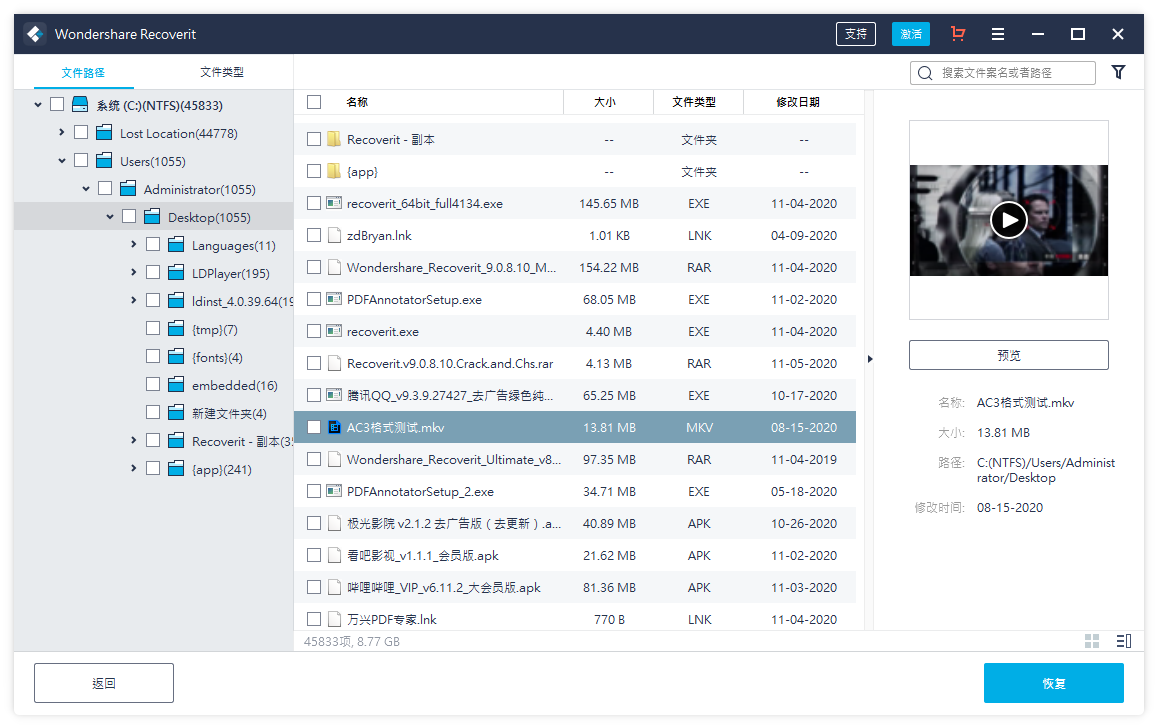 Wondershare Recoverit
支持
激活
文件路径
文件类型
搜索文件案名或者路径
系统 (C:)(NTFS)(45833)
Lost Location(44778)
Users(1055)
Administrator(1055)
Desktop(1055)
Languages(11)
LDPlayer(195)
ldinst_4.0.39.64(19
{tmp}(7)
{fonts}(4)
embedded(16)
新建文件夹(4)
Recoverit - 副本(35
{app}(241)
名称 大小 文件类型 修改日期
Recoverit - 副本 -- 文件夹 --
{app} -- 文件夹 --
recoverit_64bit_full4134.exe 145.65 MB EXE 11-04-2020
zdBryan.lnk 1.01 KB LNK 04-09-2020
Wondershare_Recoverit_9.0.8.10_M... 154.22 MB RAR 11-04-2020
PDFAnnotatorSetup.exe 68.05 MB EXE 11-02-2020
recoverit.exe 4.40 MB EXE 11-04-2020
Recoverit.v9.0.8.10.Crack.and.Chs.rar 4.13 MB RAR 11-05-2020
腾讯QQ_v9.3.9.27427_去广告绿色纯... 65.25 MB EXE 10-17-2020
AC3格式测试.mkv 13.81 MB MKV 08-15-2020
Wondershare_Recoverit_Ultimate_v8... 97.35 MB RAR 11-04-2019
PDFAnnotatorSetup_2.exe 34.71 MB EXE 05-18-2020
极光影院 v2.1.2 去广告版（去更新）.a... 40.89 MB APK 10-26-2020
看吧影视_v1.1.1_会员版.apk 21.62 MB APK 11-02-2020
哔哩哔哩_VIP_v6.11.2_大会员版.apk 81.36 MB APK 11-03-2020
万兴PDF专家.lnk 770 B LNK 11-04-2020
45833项, 8.77 GB
预览
名称: AC3格式测试.mkv
大小: 13.81 MB
路径: C:(NTFS)/Users/Administ
rator/Desktop
修改时间: 08-15-2020
返回
恢复